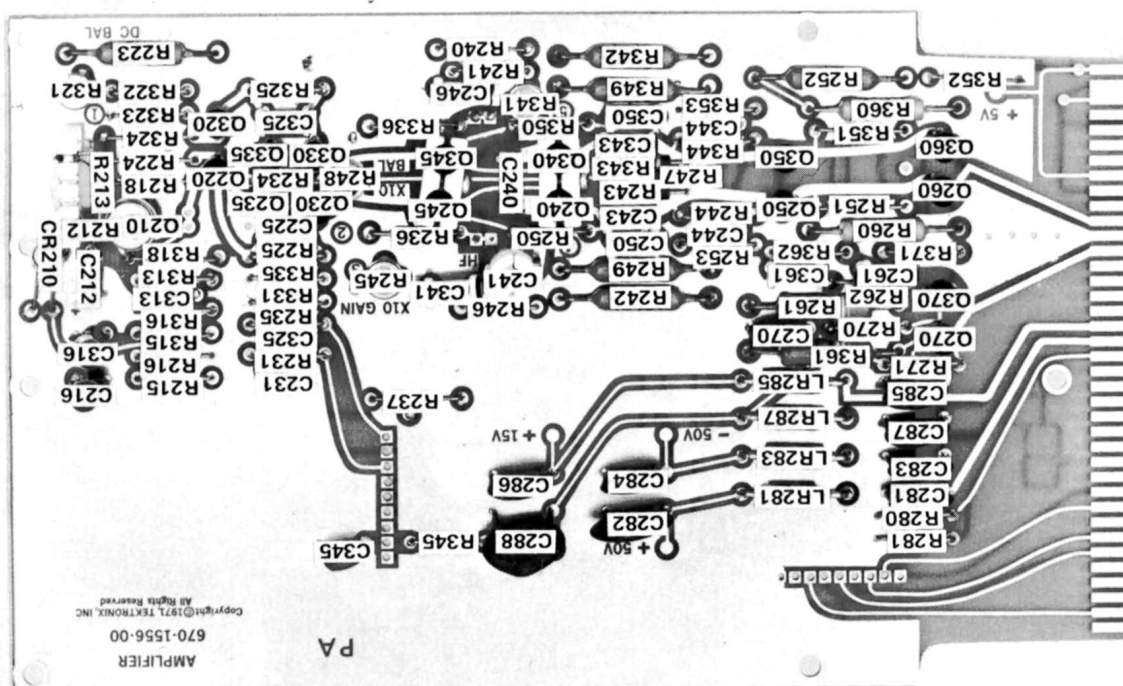 DC BAL
R223
R240
R342
R241
R252
R352
R321
R322
R325
C246
R349
R341
R353
R360
+ 5V
R323
Q320
C325
R336
R350
C350
C344
R351
R324
C343
R344
Q360
R224
Q335
Q330
BAL
Q345
Q340
R343
Q350
R213
R218
Q220
R234
R248
X10
C240
R243
R247
Q260
Q235
Q230
Q245
Q240
C243
R244
Q250
R251
R212
Q210
C225
R236
R250
C250
C244
R260
CR210
C212
R318
R225
HF
R249
R253
R362
R371
R313
R335
R245
C341
C241
C361
C261
C313
R331
X10 GAIN
R246
R242
R261
R262
Q370
R316
R235
C270
R270
Q270
C316
R315
C325
R361
R271
R216
R231
LR285
C285
C216
R215
C231
R237
LR287
C287
+ 15V
- 50V
C286
C284
LR283
C283
C281
LR281
R280
C282
+ 50V
R281
C345
R345
C288
Copyright © 1971, TEKTRONIX, INC
All Rights Reserved
670-1556-00
AMPLIFIER
PA
1
2